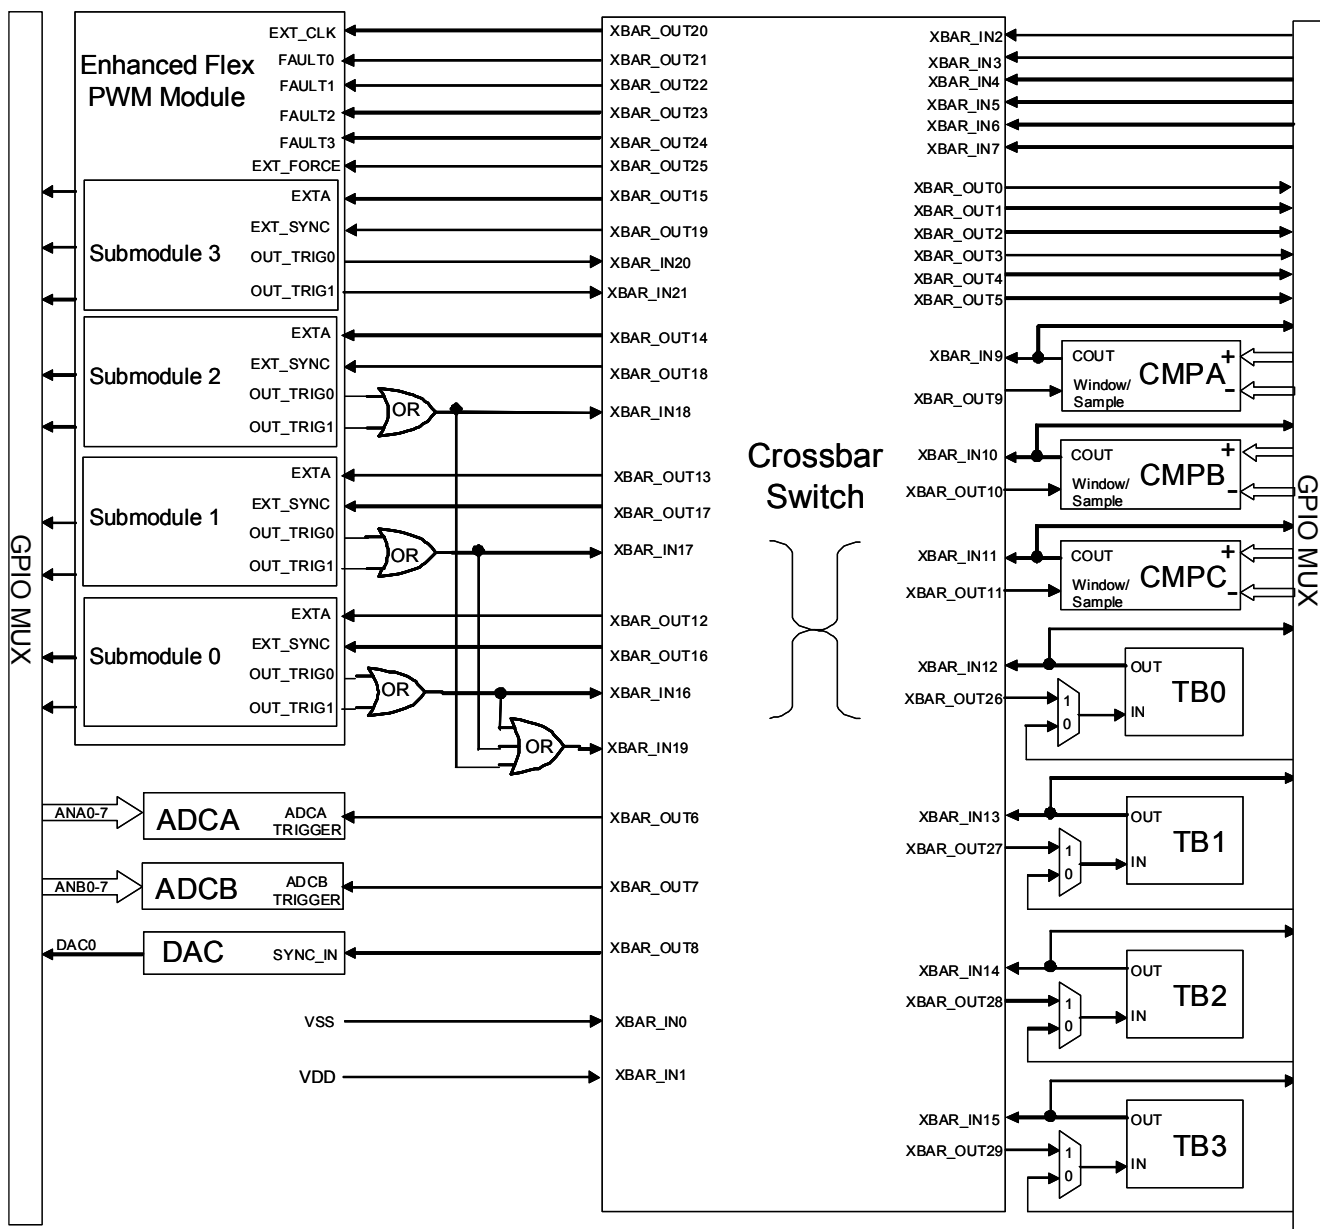 GPIO MUX
Enhanced Flex
PWM Module
EXT_CLK
FAULT0
FAULT1
FAULT2
FAULT3
EXT_FORCE
Submodule 3
EXTA
EXT_SYNC
OUT_TRIG0
OUT_TRIG1
Submodule 2
EXTA
EXT_SYNC
OUT_TRIG0
OUT_TRIG1
OR
Submodule 1
EXTA
EXT_SYNC
OUT_TRIG0
OUT_TRIG1
OR
Submodule 0
EXTA
EXT_SYNC
OUT_TRIG0
OUT_TRIG1
OR
OR
ANA0-7
ADCA
ADCA
TRIGGER
ANB0-7
ADCB
ADCB
TRIGGER
DAC0
DAC
SYNC_IN
VSS
VDD
XBAR_OUT20
XBAR_OUT21
XBAR_OUT22
XBAR_OUT23
XBAR_OUT24
XBAR_OUT25
XBAR_OUT15
XBAR_OUT19
XBAR_IN20
XBAR_IN21
XBAR_OUT14
XBAR_OUT18
XBAR_IN18
XBAR_OUT13
XBAR_OUT17
XBAR_IN17
XBAR_OUT12
XBAR_OUT16
XBAR_IN16
XBAR_IN19
XBAR_OUT6
XBAR_OUT7
XBAR_OUT8
XBAR_IN0
XBAR_IN1
Crossbar
Switch
XBAR_IN2
XBAR_IN3
XBAR_IN4
XBAR_IN5
XBAR_IN6
XBAR_IN7
XBAR_OUT0
XBAR_OUT1
XBAR_OUT2
XBAR_OUT3
XBAR_OUT4
XBAR_OUT5
XBAR_IN9
XBAR_OUT9
XBAR_IN10
XBAR_OUT10
XBAR_IN11
XBAR_OUT11
XBAR_IN12
XBAR_OUT26
XBAR_IN13
XBAR_OUT27
XBAR_IN14
XBAR_OUT28
XBAR_IN15
XBAR_OUT29
COUT
CMPA
+
-
Window/
Sample
COUT
CMPB
+
-
Window/
Sample
COUT
CMPC
+
-
Window/
Sample
OUT
TB0
1
0
IN
OUT
TB1
1
0
IN
OUT
TB2
1
0
IN
OUT
TB3
1
0
IN
GPIO MUX